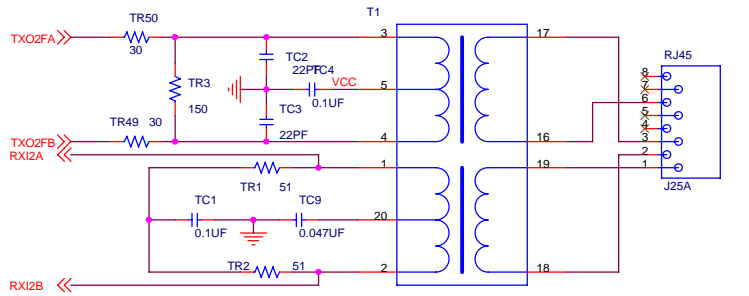 T1
TR50
TXO2FA
30
3
17
RJ45
TC2
22PF
TC4
VCC
5
TR3
150
0.1UF
TC3
22PF
8
7
6
5
4
3
2
1
TR49 30
TXO2FB
4
16
RXI2A
1
19
TR1 51
J25A
TC1
TC9
20
0.1UF
0.047UF
TR2 51
2
18
RXI2B